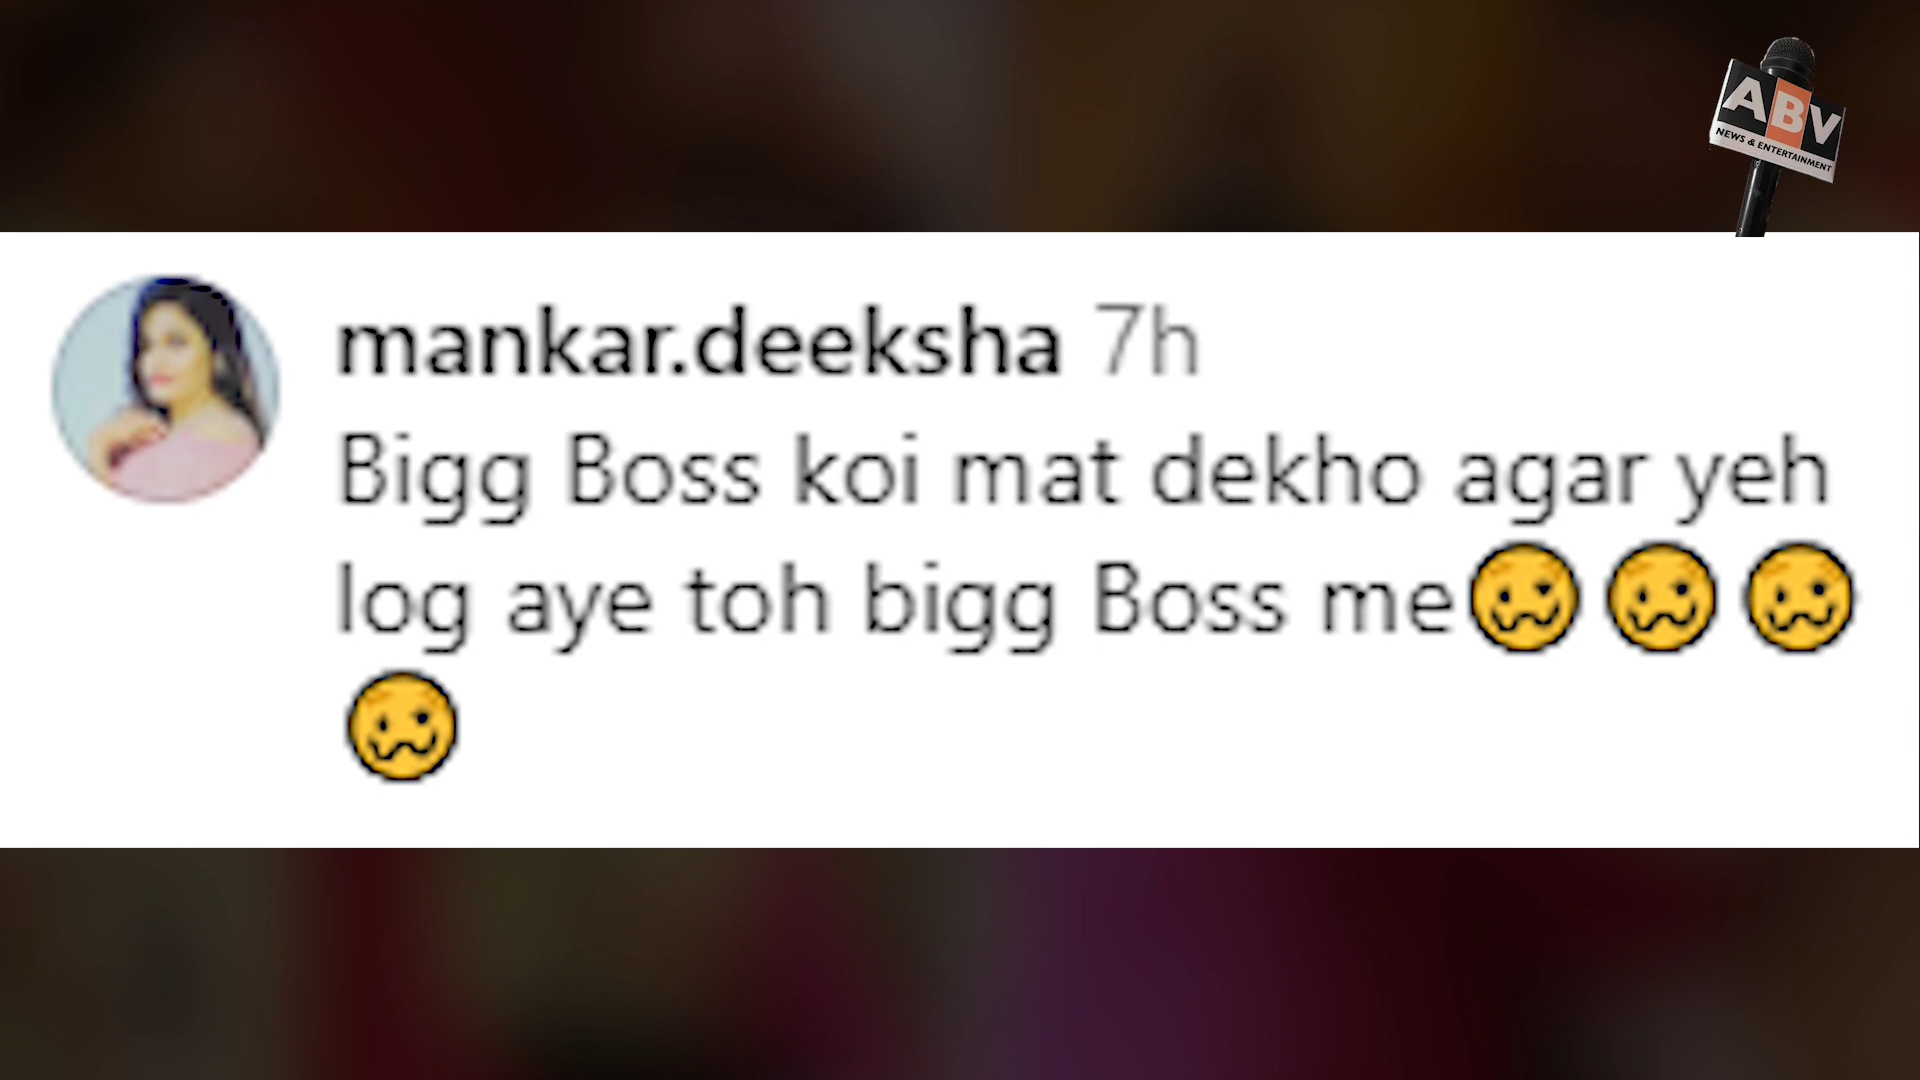 ABV
NEWS & ENTERTAINMENT
mankar.deeksha 7h
Bigg Boss koi mat dekho agar yeh
log aye toh bigg Boss me🥴🥴🥴
🥴